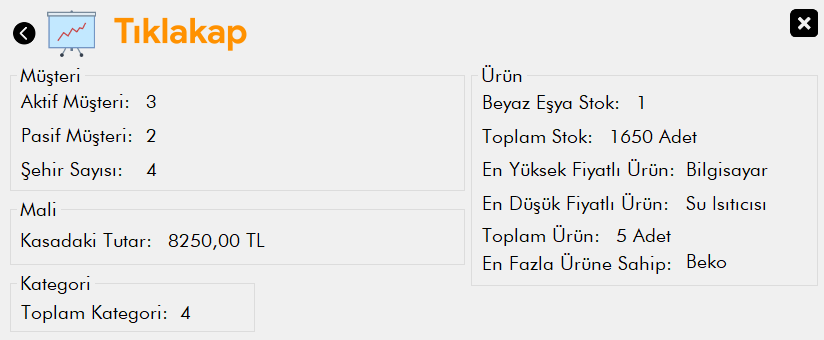 Tıklakap
Müşteri
Aktif Müşteri: 3
Pasif Müşteri: 2
Şehir Sayısı: 4
Mali
Kasadaki Tutar: 8250,00 TL
Kategori
Toplam Kategori: 4
Ürün
Beyaz Eşya Stok: 1
Toplam Stok: 1650 Adet
En Yüksek Fiyatlı Ürün: Bilgisayar
En Düşük Fiyatlı Ürün: Su Isıtıcısı
Toplam Ürün: 5 Adet
En Fazla Ürüne Sahip: Beko